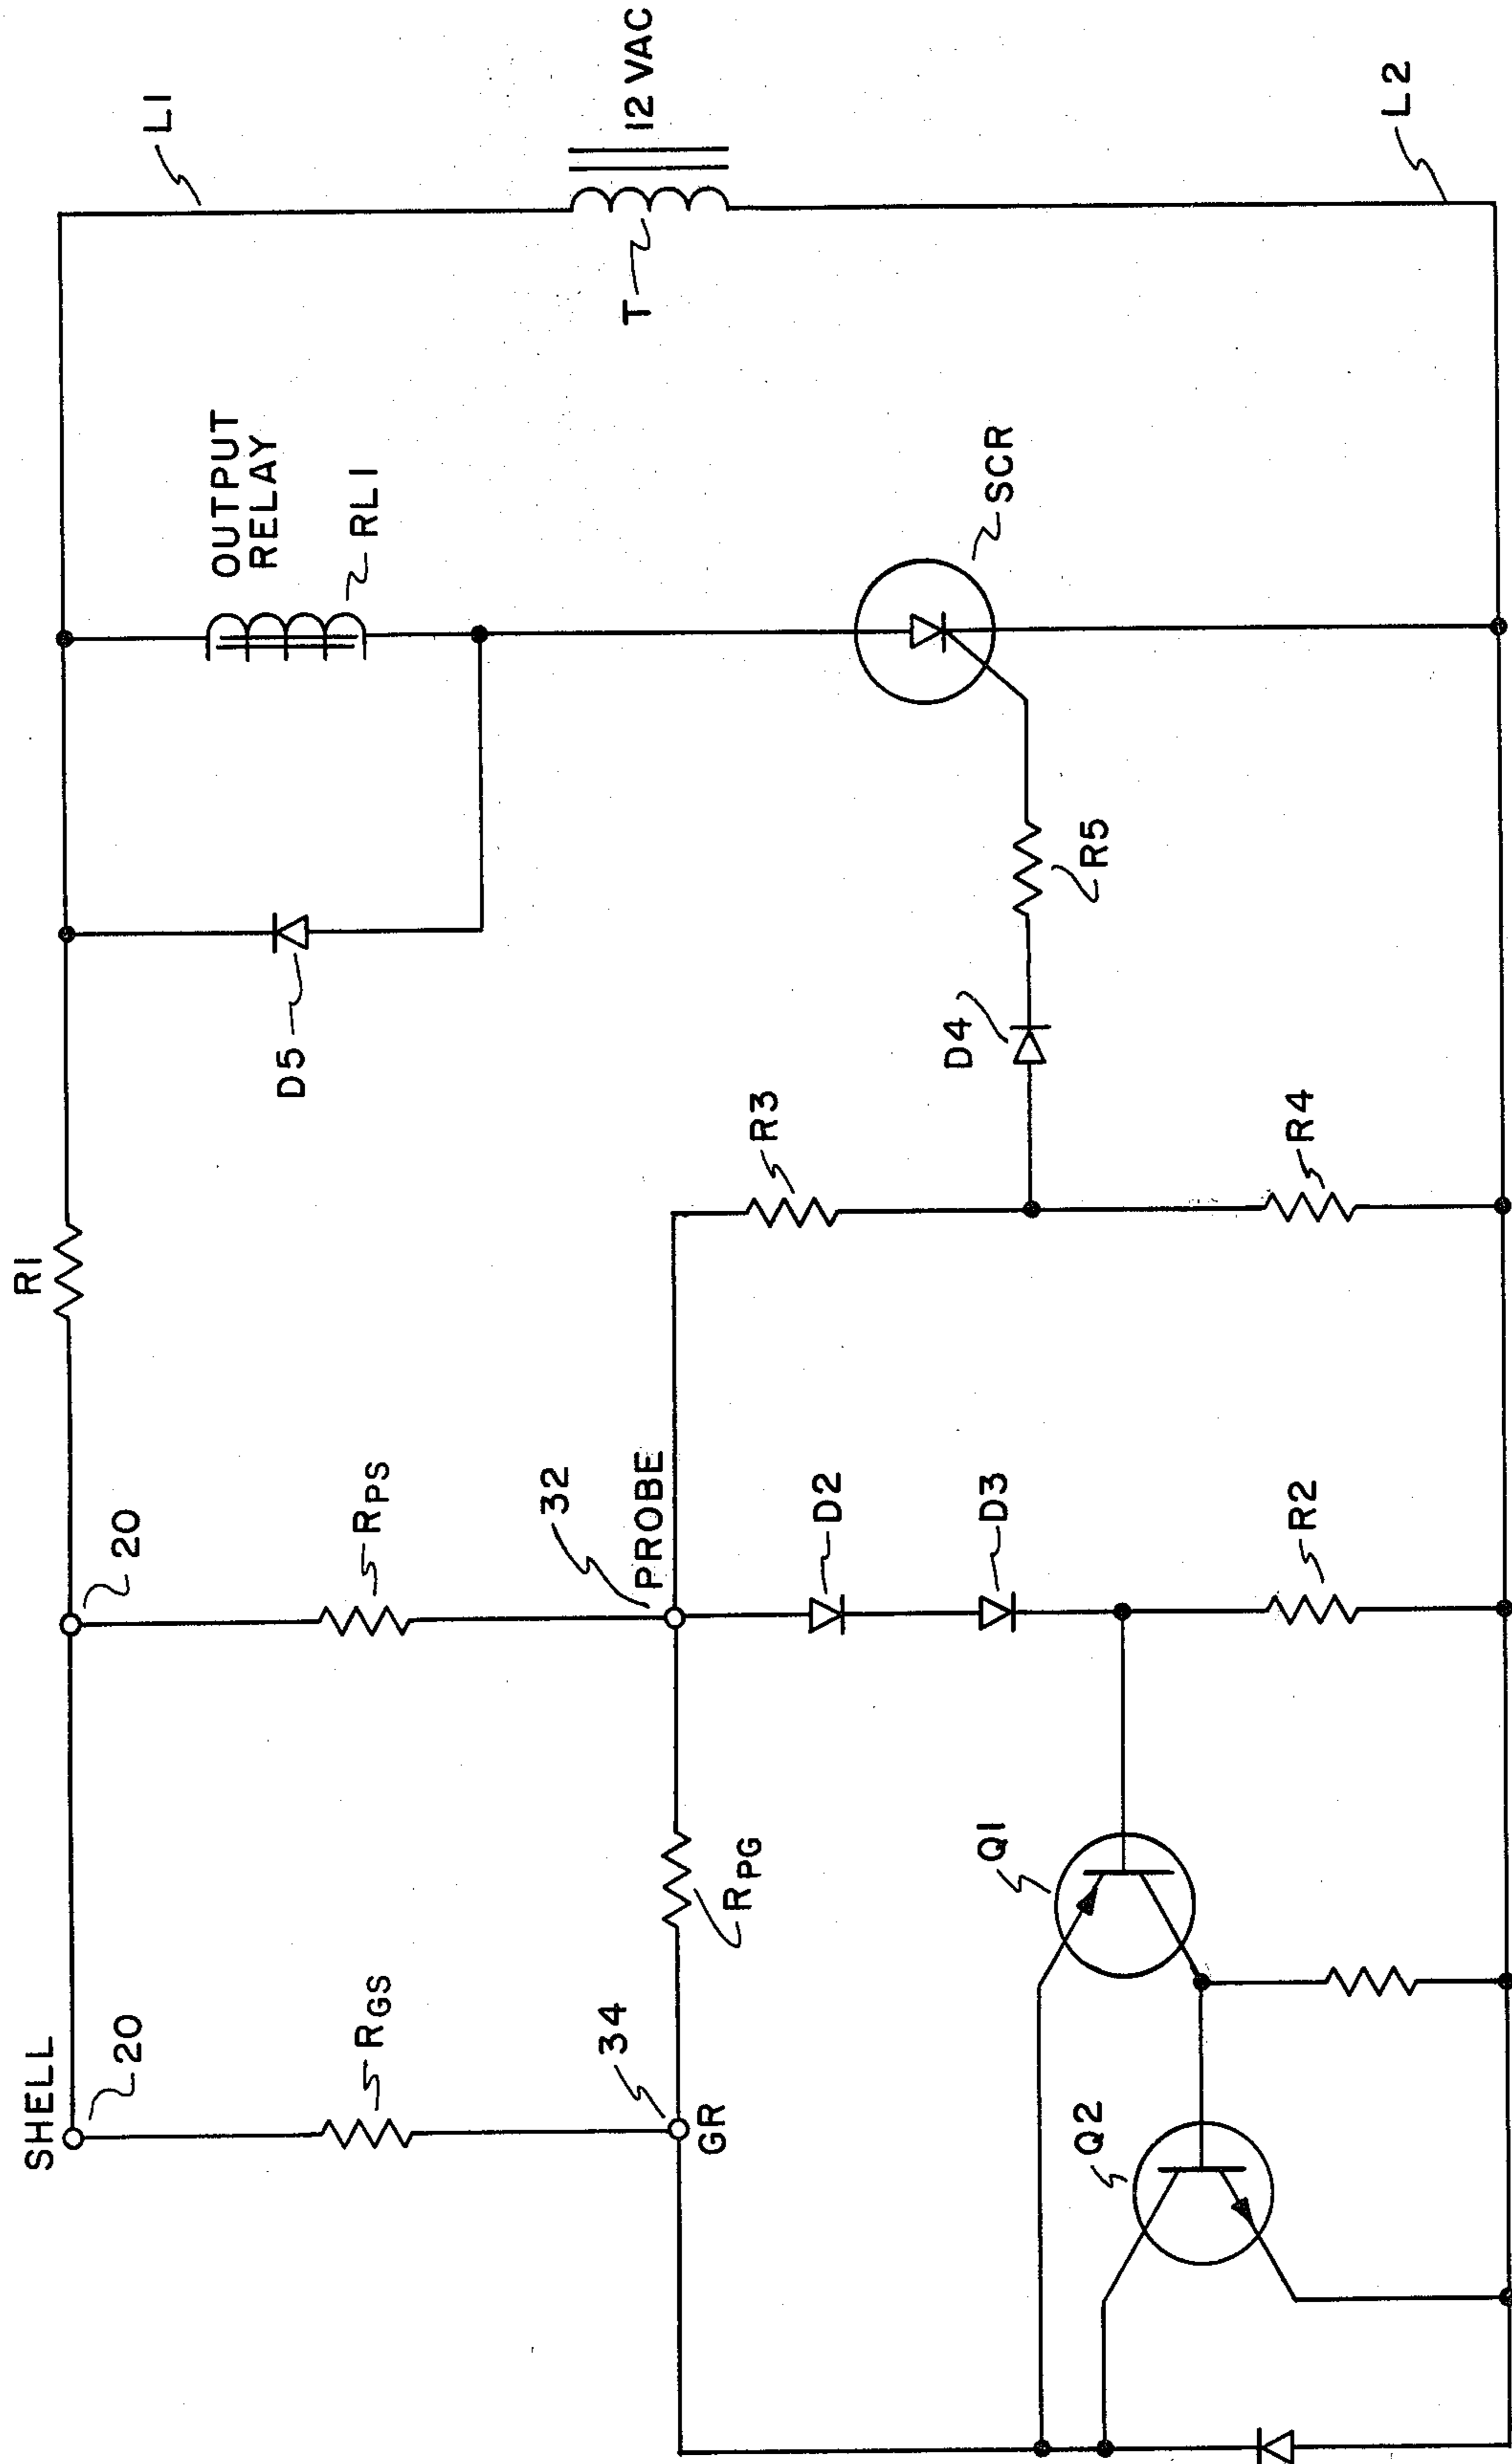 SHELL
20
20
R1
L1
OUTPUT
RELAY
RL1
D5
RGS
RPS
T
12 VAC
34
GR
32
PROBE
RPG
R3
D4
SCR
R5
D2
D3
Q1
Q2
R2
R4
L2